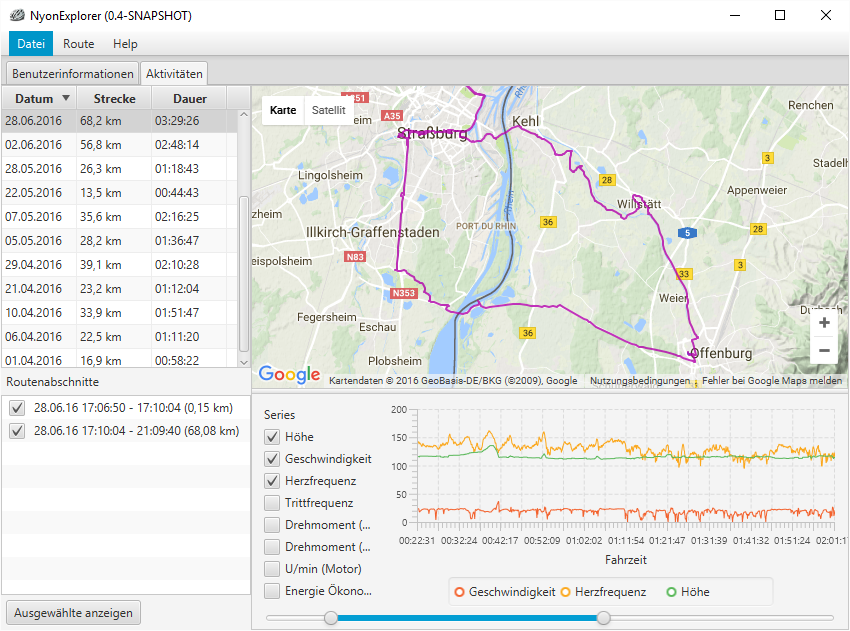 NyonExplorer (0.4-SNAPSHOT)
Datei Route Help
Benutzerinformationen Aktivitäten
Datum Strecke Dauer
28.06.2016 68,2 km 03:29:26
02.06.2016 56,8 km 02:48:14
28.05.2016 26,3 km 01:18:43
22.05.2016 13,5 km 00:44:43
07.05.2016 35,6 km 02:16:25
05.05.2016 28,2 km 01:36:47
29.04.2016 39,1 km 02:10:28
21.04.2016 23,2 km 01:12:04
10.04.2016 33,9 km 01:51:47
06.04.2016 22,5 km 01:11:20
01.04.2016 16,9 km 00:58:22
Routenabschnitte
28.06.16 17:06:50 - 17:10:04 (0,15 km)
28.06.16 17:10:04 - 21:09:40 (68,08 km)
Ausgewählte anzeigen
Karte Satellit
A351
A35
Straßburg
Kehl
Renchen
Lingolsheim
3
28
Appenweier
Willstätt
zheim
Illkirch-Graffenstaden
PORT DU RHIN
Rhein
36
5
28
eispolsheim
N83
3
33
N353
Weier
Fegersheim
Eschau
36
Plobsheim
Offenburg
+
−
Google
Kartendaten © 2016 GeoBasis-DE/BKG (©2009), Google Nutzungsbedingungen Fehler bei Google Maps melden
Series
Höhe
Geschwindigkeit
Herzfrequenz
Trittfrequenz
Drehmoment (...
Drehmoment (...
U/min (Motor)
Energie Ökono...
200
150
100
50
0
00:22:31 00:32:24 00:42:17 00:52:09 01:02:02 01:11:54 01:21:47 01:31:39 01:41:32 01:51:24 02:01:1
Fahrzeit
Geschwindigkeit Herzfrequenz Höhe